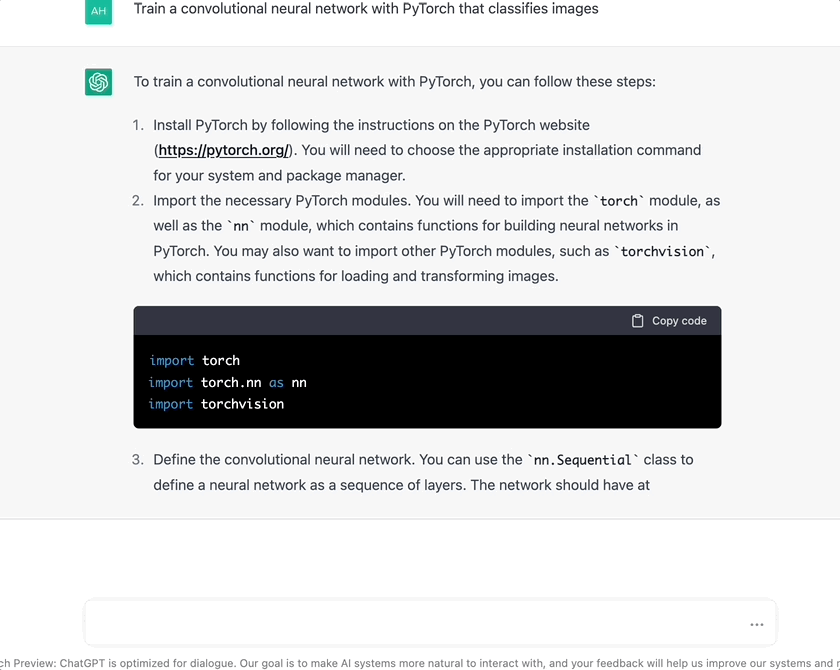 AH
Train a convolutional neural network with PyTorch that classifies images
To train a convolutional neural network with PyTorch, you can follow these steps:
1. Install PyTorch by following the instructions on the PyTorch website
(https://pytorch.org/). You will need to choose the appropriate installation command
for your system and package manager.
2. Import the necessary PyTorch modules. You will need to import the `torch` module, as
well as the `nn` module, which contains functions for building neural networks in
PyTorch. You may also want to import other PyTorch modules, such as `torchvision`,
which contains functions for loading and transforming images.
Copy code
import torch
import torch.nn as nn
import torchvision
3. Define the convolutional neural network. You can use the `nn.Sequential` class to
define a neural network as a sequence of layers. The network should have at
ch Preview: ChatGPT is optimized for dialogue. Our goal is to make AI systems more natural to interact with, and your feedback will help us improve our systems and